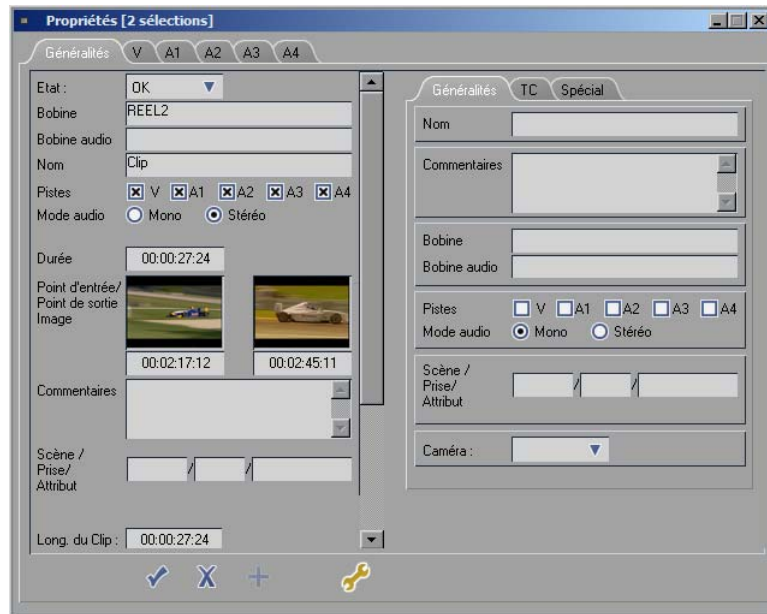 Propriétés [2 sélections]
Généralités V A1 A2 A3 A4
Etat : OK
Bobine REEL2
Bobine audio
Nom Clip
Pistes V A1 A2 A3 A4
Mode audio Mono Stéréo
Durée 00:00:27:24
Point d'entrée/
Point de sortie
Image
00:02:17:12 00:02:45:11
Commentaires
Scène /
Prise/
Attribut
/ /
Long. du Clip : 00:00:27:24
Généralités TC Spécial
Nom
Commentaires
Bobine
Bobine audio
Pistes V A1 A2 A3 A4
Mode audio Mono Stéréo
Scène /
Prise/
Attribut
/ /
Caméra :